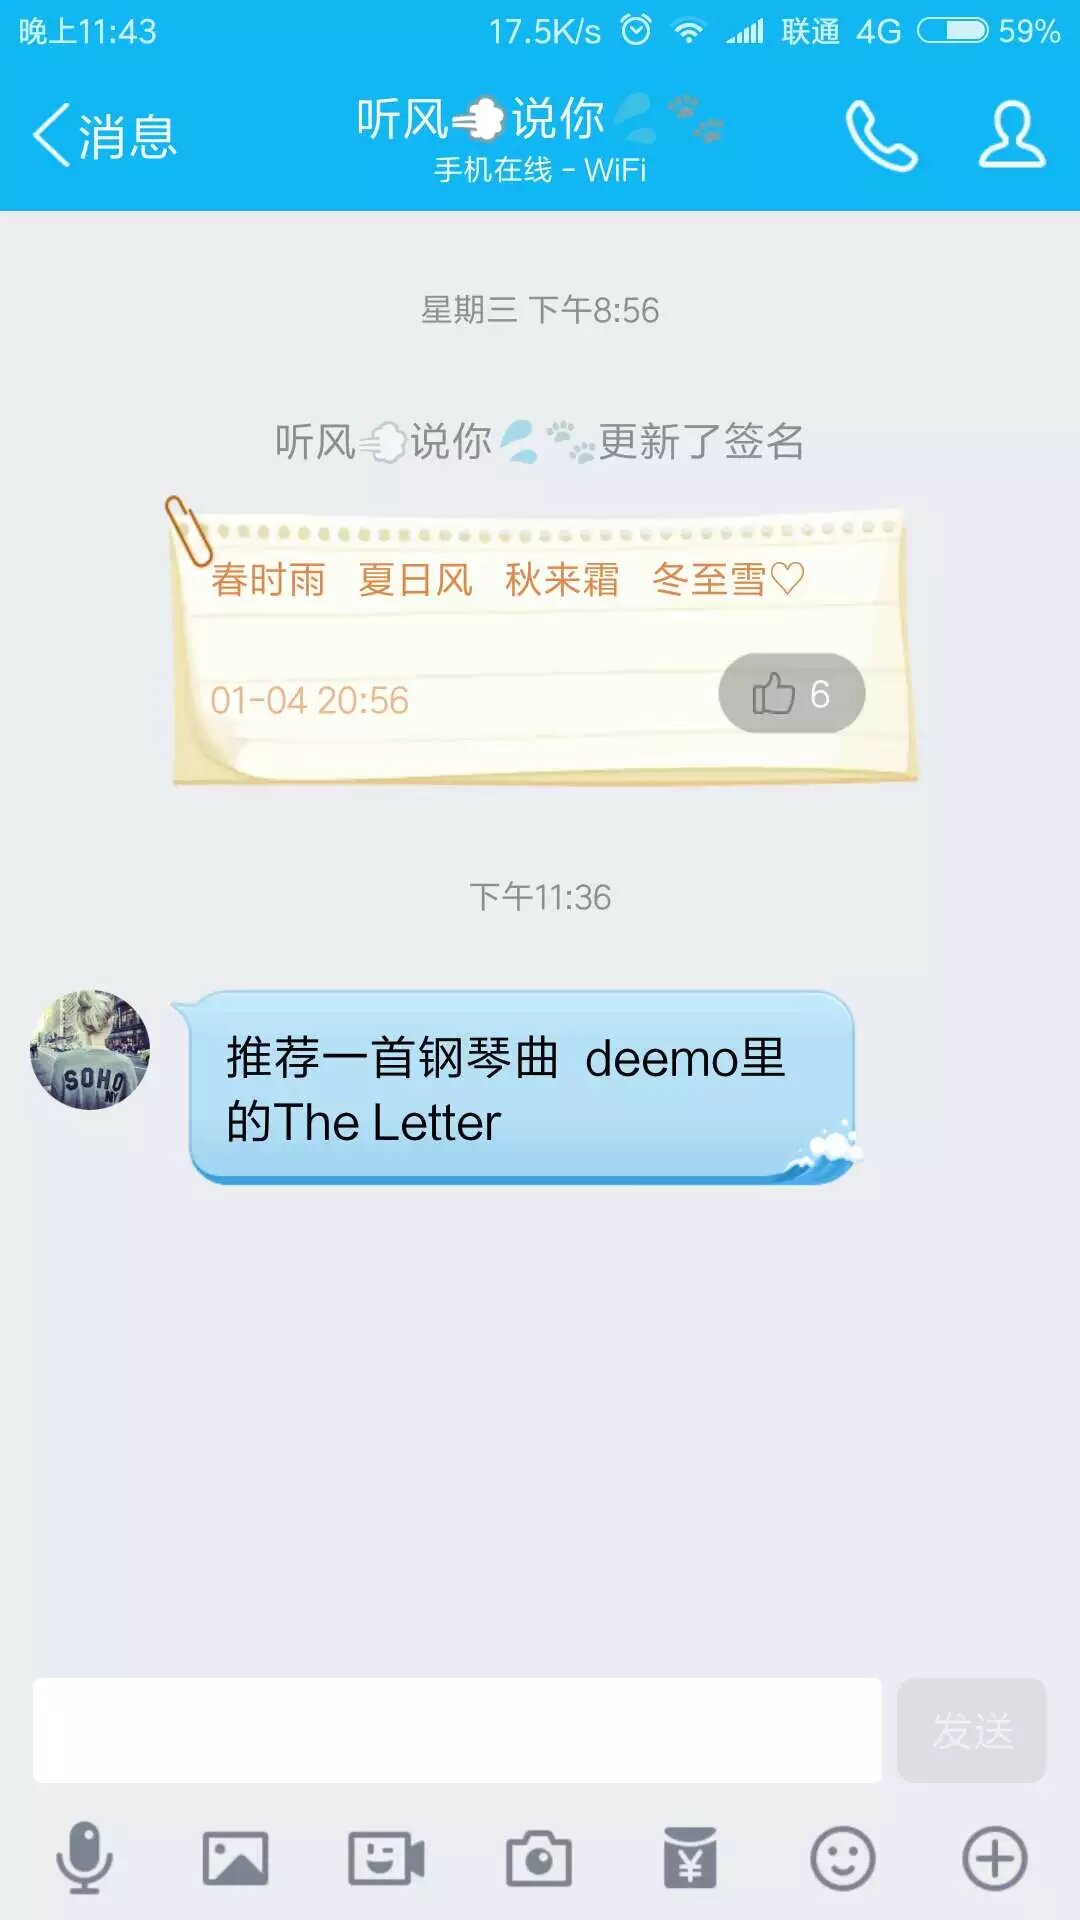 晚上11:43 17.5K/s 联通 4G 59%
消息
听风💨说你💦🐾
手机在线 - WiFi
星期三 下午8:56
听风💨说你💦🐾更新了签名
春时雨 夏日风 秋来霜 冬至雪♡
01-04 20:56
6
下午11:36
SOHO
NY
推荐一首钢琴曲 deemo里
的The Letter
发送
¥